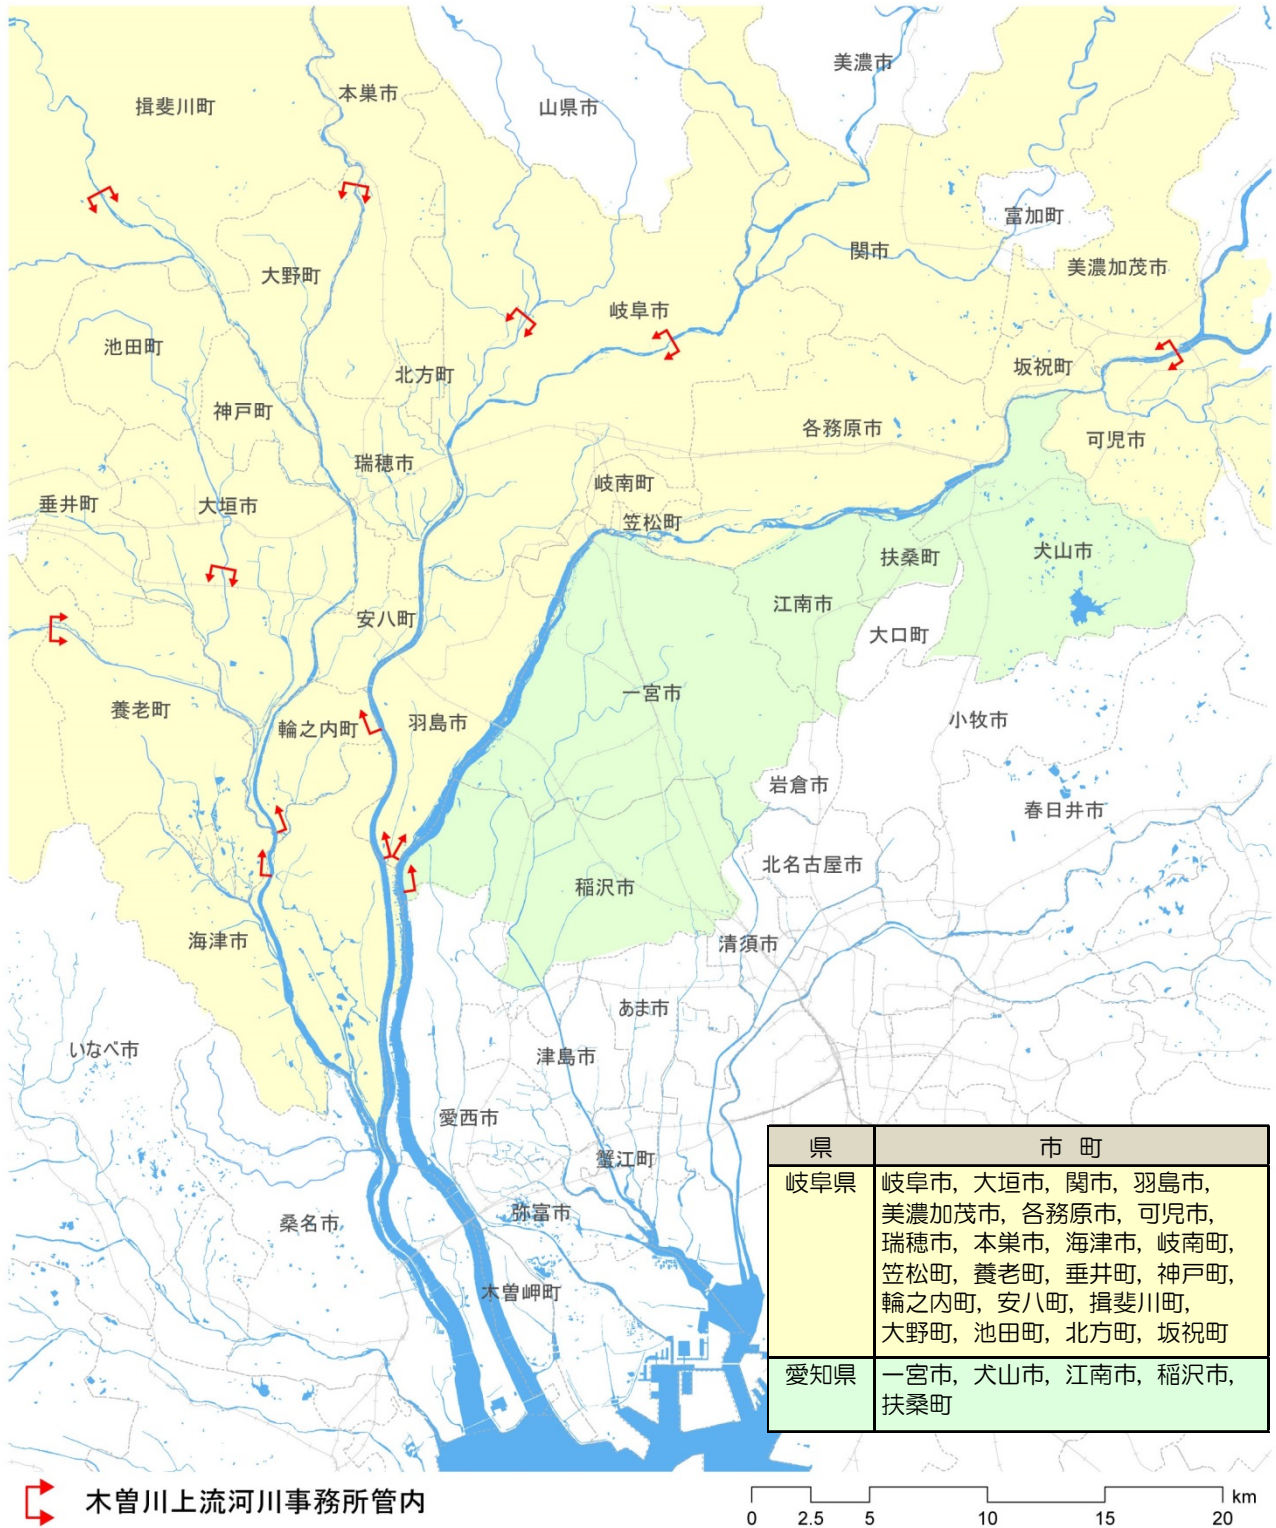 美濃市
本巣市
揖斐川町
山県市
富加町
関市
美濃加茂市
大野町
岐阜市
池田町
坂祝町
北方町
神戸町
各務原市
可児市
瑞穂市
岐南町
垂井町
大垣市
笠松町
扶桑町
犬山市
江南市
安八町
大口町
一宮市
養老町
輪之内町
羽島市
小牧市
岩倉市
春日井市
北名古屋市
稲沢市
海津市
清須市
あま市
いなべ市
津島市
愛西市
蟹江町
桑名市
弥富市
木曽岬町
県 市 町
岐阜県 岐阜市, 大垣市, 関市, 羽島市,
美濃加茂市, 各務原市, 可児市,
瑞穂市, 本巣市, 海津市, 岐南町,
笠松町, 養老町, 垂井町, 神戸町,
輪之内町, 安八町, 揖斐川町,
大野町, 池田町, 北方町, 坂祝町
愛知県 一宮市, 犬山市, 江南市, 稲沢市,
扶桑町
木曽川上流河川事務所管内
km
0 2.5 5 10 15 20